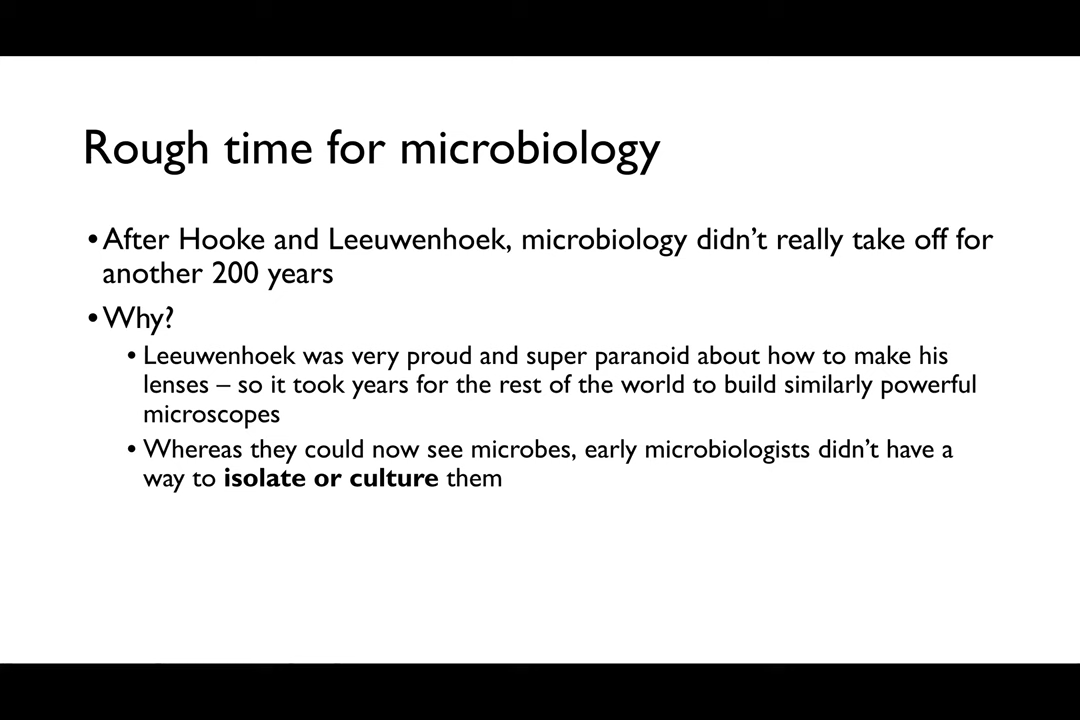 Rough time for microbiology
•After Hooke and Leeuwenhoek, microbiology didn’t really take off for
another 200 years
•Why?
• Leeuwenhoek was very proud and super paranoid about how to make his
lenses – so it took years for the rest of the world to build similarly powerful
microscopes
• Whereas they could now see microbes, early microbiologists didn’t have a
way to isolate or culture them